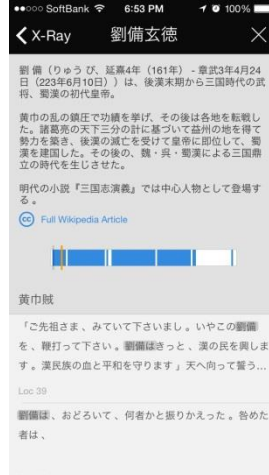 SoftBank 6:53 PM 100%
X-Ray 劉備玄徳
劉 備（りゅう び、延熹4年（161年） - 章武3年4月24
日（223年6月10日））は、後漢末期から三国時代の武
将、蜀漢の初代皇帝。
黄巾の乱の鎮圧で功績を挙げ、その後は各地を転戦し
た。諸葛亮の天下三分の計に基づいて益州の地を得て
勢力を築き、後漢の滅亡を受けて皇帝に即位して、蜀
漢を建国した。その後の、魏・呉・蜀漢による三国鼎
立の時代を生じさせた。
明代の小説『三国志演義』では中心人物として登場す
る。
cc Full Wikipedia Article
黄巾賊
「ご先祖さま、みていて下さいまし。いやこの劉備
を、鞭打って下さい。劉備はきっと、漢の民を興しま
す。漢民族の血と平和を守ります」天へ向って誓う…
Loc 39
劉備は、おどろいて、何者かと振りかえった。咎めた
者は、